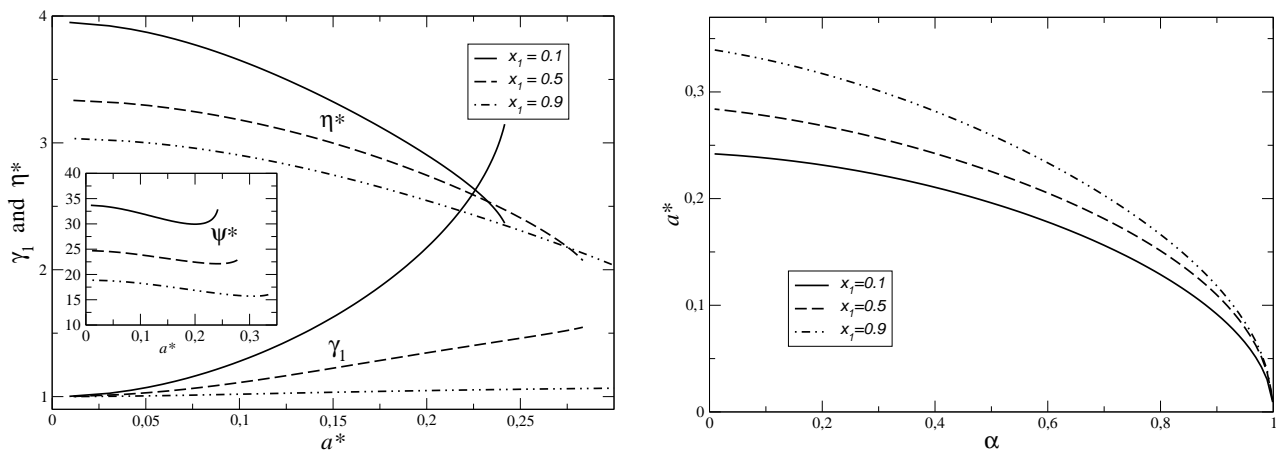 4
3
2
1
γ₁ and η*
x₁ = 0.1
x₁ = 0.5
x₁ = 0.9
η*
γ₁
40
35
30
25
20
15
10
ψ*
0 0,1 0,2 0,3
a*
0 0,05 0,1 0,15 0,2 0,25
a*
0,3
0,2
0,1
0
a*
x₁=0.1
x₁=0.5
x₁=0.9
0 0,2 0,4 0,6 0,8 1
α